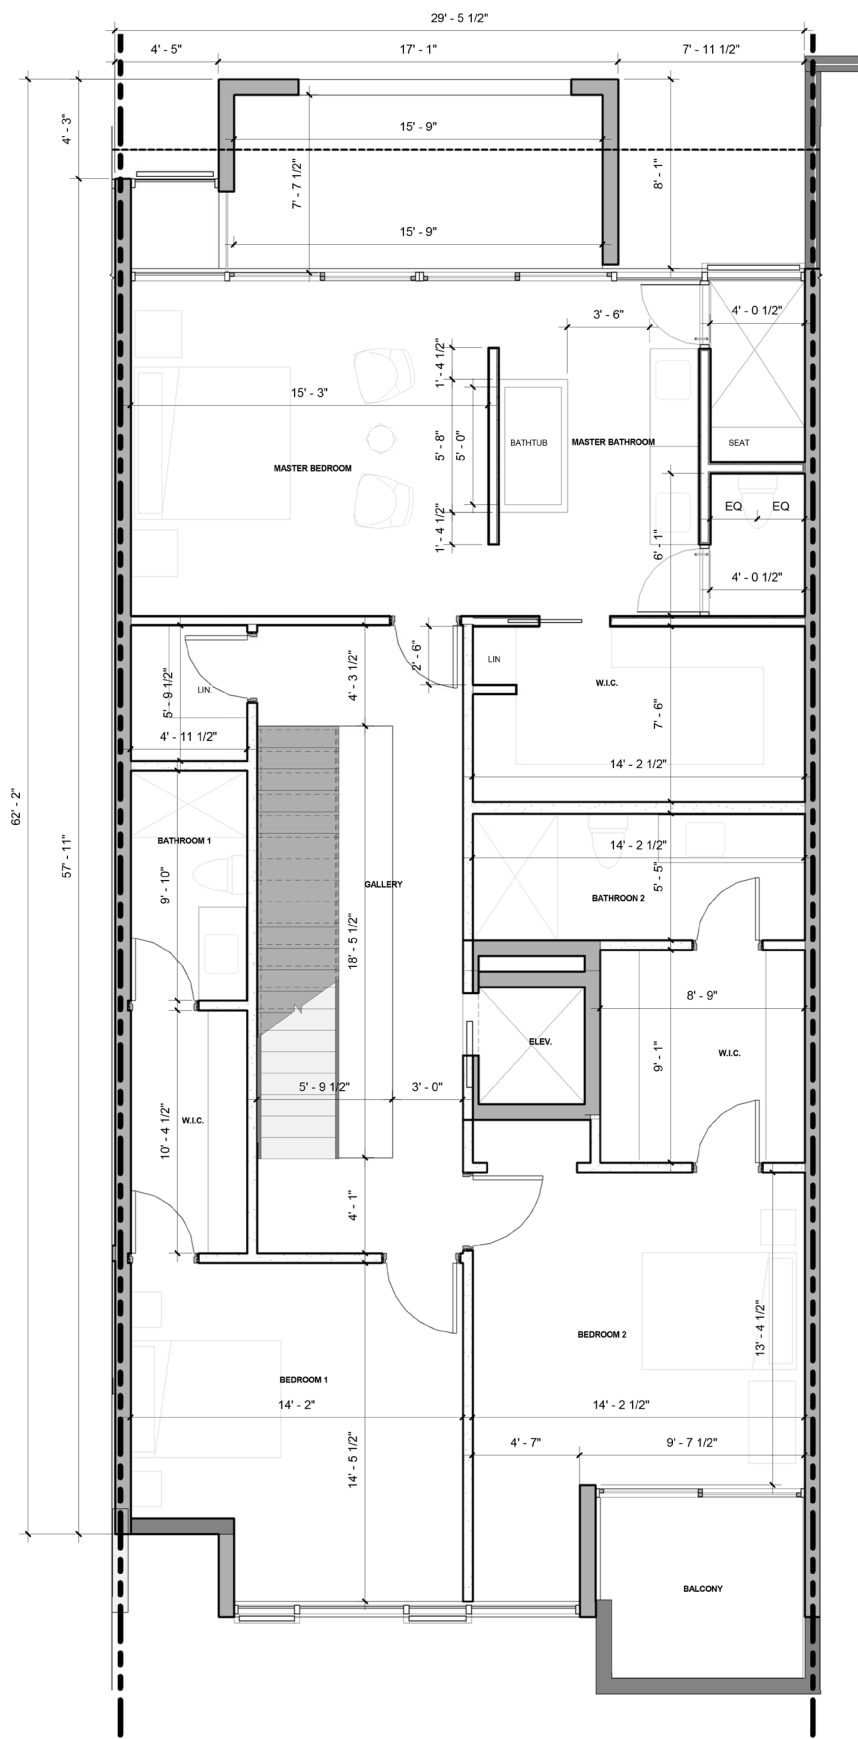 29' - 5 1/2"
4' - 5"
17' - 1"
7' - 11 1/2"
4' - 3"
15' - 9"
7' - 7 1/2"
8' - 1"
15' - 9"
3' - 6"
4' - 0 1/2"
1' - 4 1/2"
15' - 3"
5' - 8"
5' - 0"
BATHTUB
MASTER BATHROOM
SEAT
MASTER BEDROOM
EQ
EQ
1' - 4 1/2"
6' - 1"
4' - 0 1/2"
2' - 6"
LIN
4' - 3 1/2"
W.I.C.
LIN.
5' - 9 1/2"
7' - 6"
4' - 11 1/2"
14' - 2 1/2"
62' - 2"
57' - 11"
BATHROOM 1
14' - 2 1/2"
GALLERY
9' - 10"
5' - 5"
BATHROON 2
18' - 5 1/2"
8' - 9"
ELEV.
9' - 1"
W.I.C.
5' - 9 1/2"
3' - 0"
W.I.C.
10' - 4 1/2"
4' - 1"
BEDROOM 2
13' - 4 1/2"
BEDROOM 1
14' - 2"
14' - 2 1/2"
4' - 7"
9' - 7 1/2"
14' - 5 1/2"
BALCONY